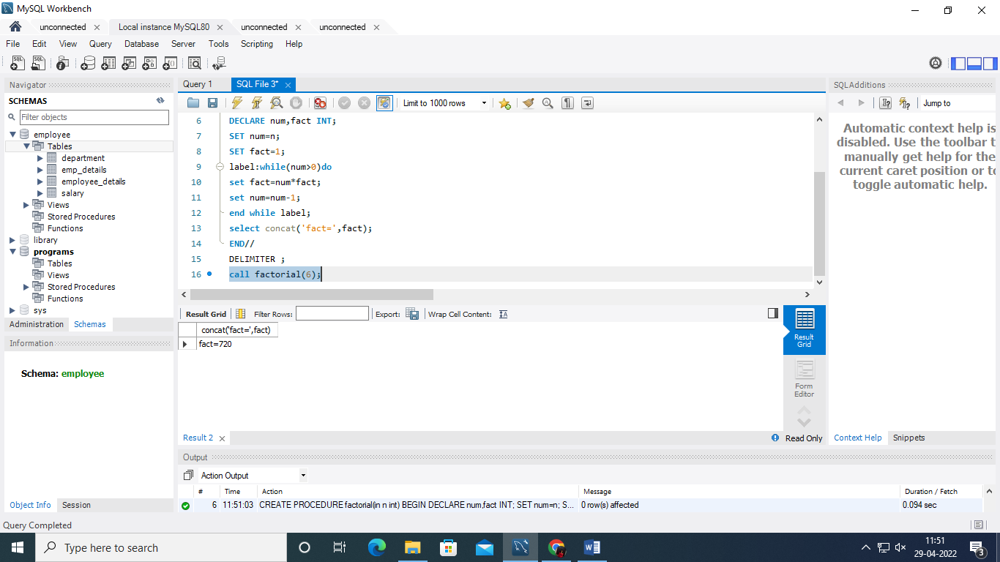 MySQL Workbench
unconnected
Local instance MySQL80
unconnected
unconnected
File Edit View Query Database Server Tools Scripting Help
Navigator
SCHEMAS
Filter objects
employee
Tables
department
emp_details
employee_details
salary
Views
Stored Procedures
Functions
library
programs
Tables
Views
Stored Procedures
Functions
sys
Administration Schemas
Information
Schema: employee
Object Info Session
Query 1
SQL File 3*
Limit to 1000 rows
6 DECLARE num,fact INT;
7 SET num=n;
8 SET fact=1;
9 label:while(num>0)do
10 set fact=num*fact;
11 set num=num-1;
12 end while label;
13 select concat('fact=',fact);
14 END//
15 DELIMITER ;
16 call factorial(6);
Result Grid Filter Rows: Export: Wrap Cell Content:
concat('fact=',fact)
fact=720
Result Grid
Form Editor
Result 2
Read Only
SQLAdditions
Jump to
Automatic context help is
disabled. Use the toolbar t
manually get help for the
current caret position or to
toggle automatic help.
Context Help Snippets
Output
Action Output
# Time Action Message Duration / Fetch
6 11:51:03 CREATE PROCEDURE factorial(in n int) BEGIN DECLARE num,fact INT; SET num=n; S... 0 row(s) affected 0.094 sec
Query Completed
Type here to search
11:51
29-04-2022
3